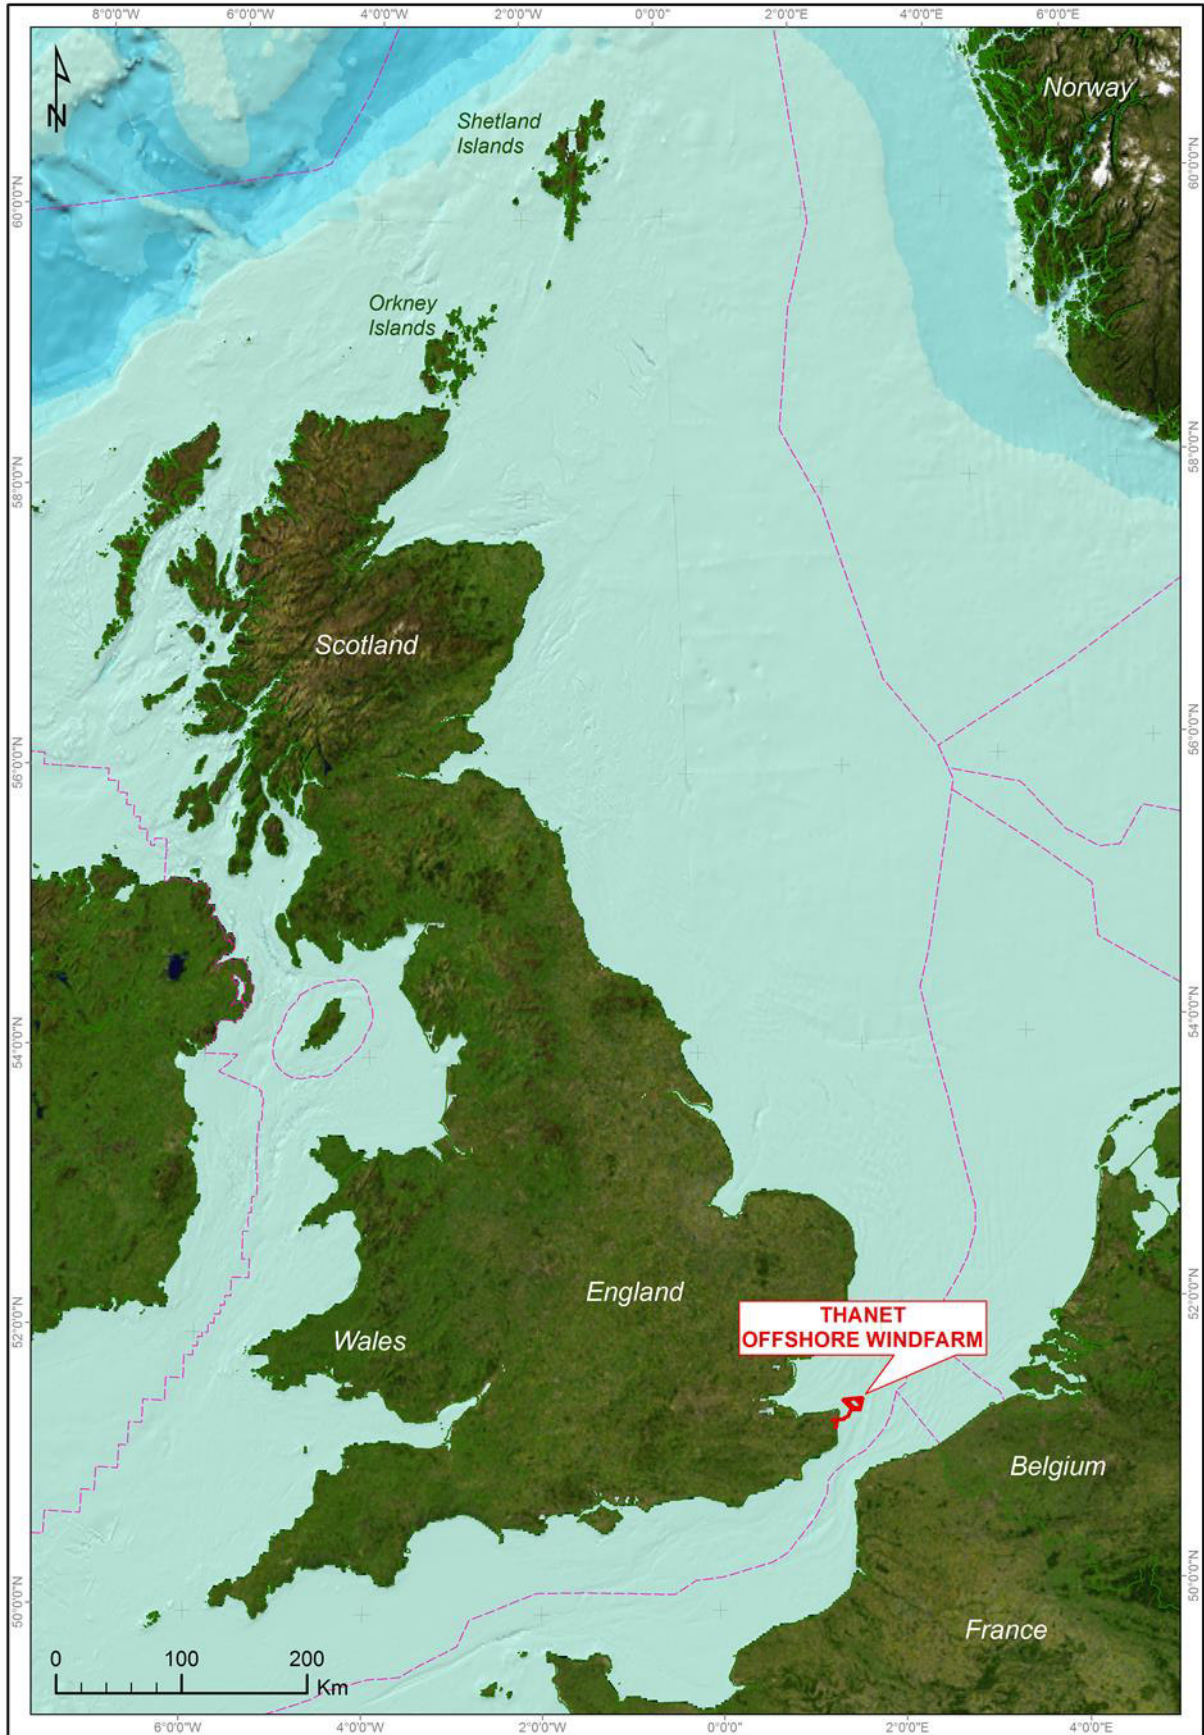 8°0'0"W
6°0'0"W
4°0'0"W
2°0'0"W
0°0'0"
2°0'0"E
4°0'0"E
6°0'0"E
N
Norway
Shetland
Islands
60°0'0"N
60°0'0"N
Orkney
Islands
58°0'0"N
58°0'0"N
Scotland
56°0'0"N
56°0'0"N
54°0'0"N
54°0'0"N
England
52°0'0"N
52°0'0"N
THANET
OFFSHORE WINDFARM
Wales
Belgium
50°0'0"N
50°0'0"N
France
0 100 200
Km
6°0'0"W
4°0'0"W
2°0'0"W
0°0'0"
2°0'0"E
4°0'0"E